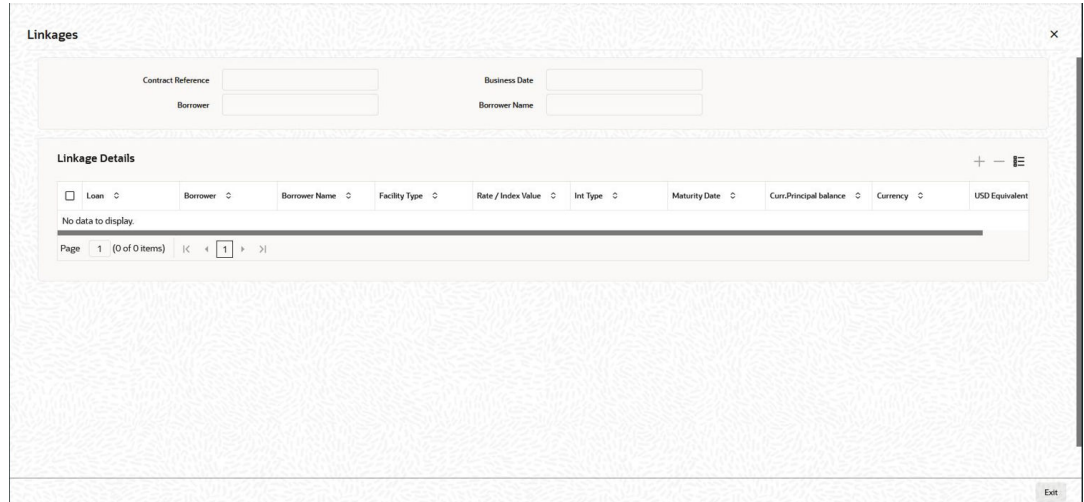 Linkages
Contract Reference Business Date
Borrower Borrower Name
Linkage Details
Loan Borrower Borrower Name Facility Type Rate / Index Value Int Type Maturity Date Curr.Principal balance Currency USD Equivalent
No data to display.
Page 1 (0 of 0 items) 1
Exit